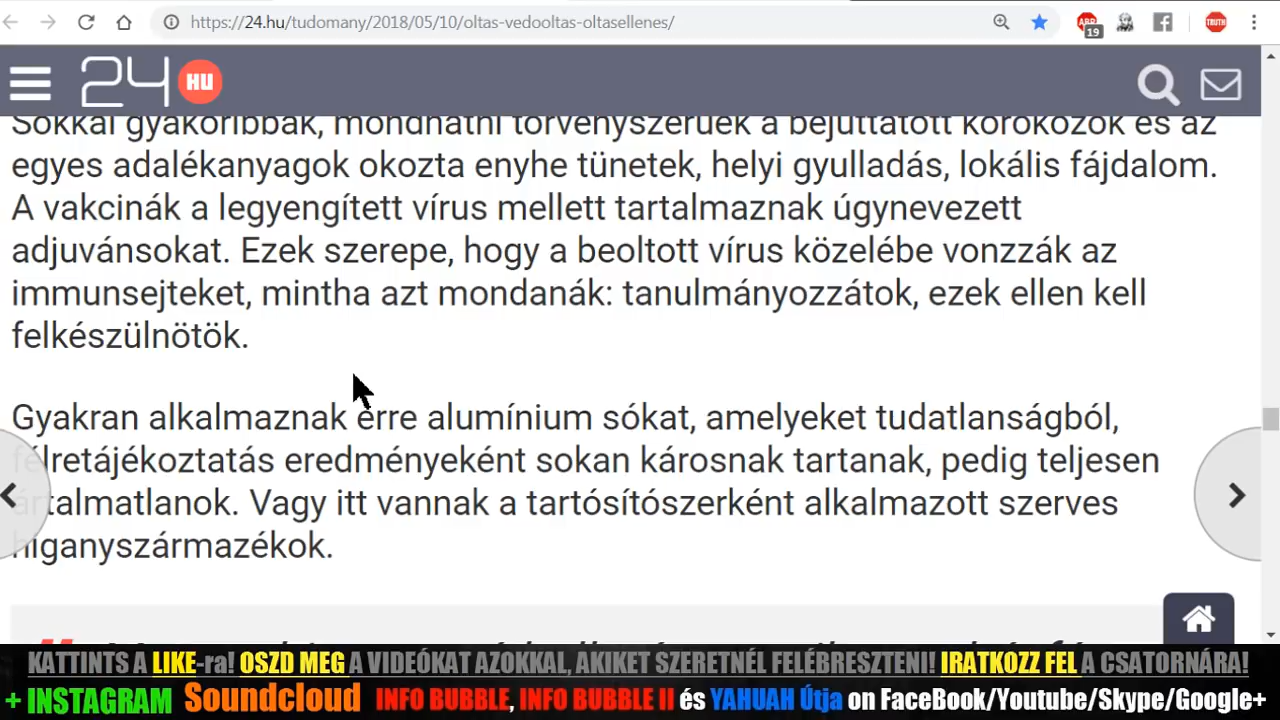 https://24.hu/tudomany/2018/05/10/oltas-vedooltas-oltasellenes/
19
TRUTH
24 HU
Sokkal gyakoribbak, mondhatni törvényszerűek a bejuttatott kórokozók és az
egyes adalékanyagok okozta enyhe tünetek, helyi gyulladás, lokális fájdalom.
A vakcinák a legyengített vírus mellett tartalmaznak úgynevezett
adjuvánsokat. Ezek szerepe, hogy a beoltott vírus közelébe vonzzák az
immunsejteket, mintha azt mondanák: tanulmányozzátok, ezek ellen kell
felkészülnötök.
Gyakran alkalmaznak erre alumínium sókat, amelyeket tudatlanságból,
félretájékoztatás eredményeként sokan károsnak tartanak, pedig teljesen
ártalmatlanok. Vagy itt vannak a tartósítószerként alkalmazott szerves
higanyszármazékok.
KATTINTS A LIKE-ra! OSZD MEG A VIDEÓKAT AZOKKAL, AKIKET SZERETNÉL FELÉBRESZTENI! IRATKOZZ FEL A CSATORNÁRA!
+ INSTAGRAM Soundcloud INFO BUBBLE, INFO BUBBLE II és YAHUAH Útja on FaceBook/Youtube/Skype/Google+